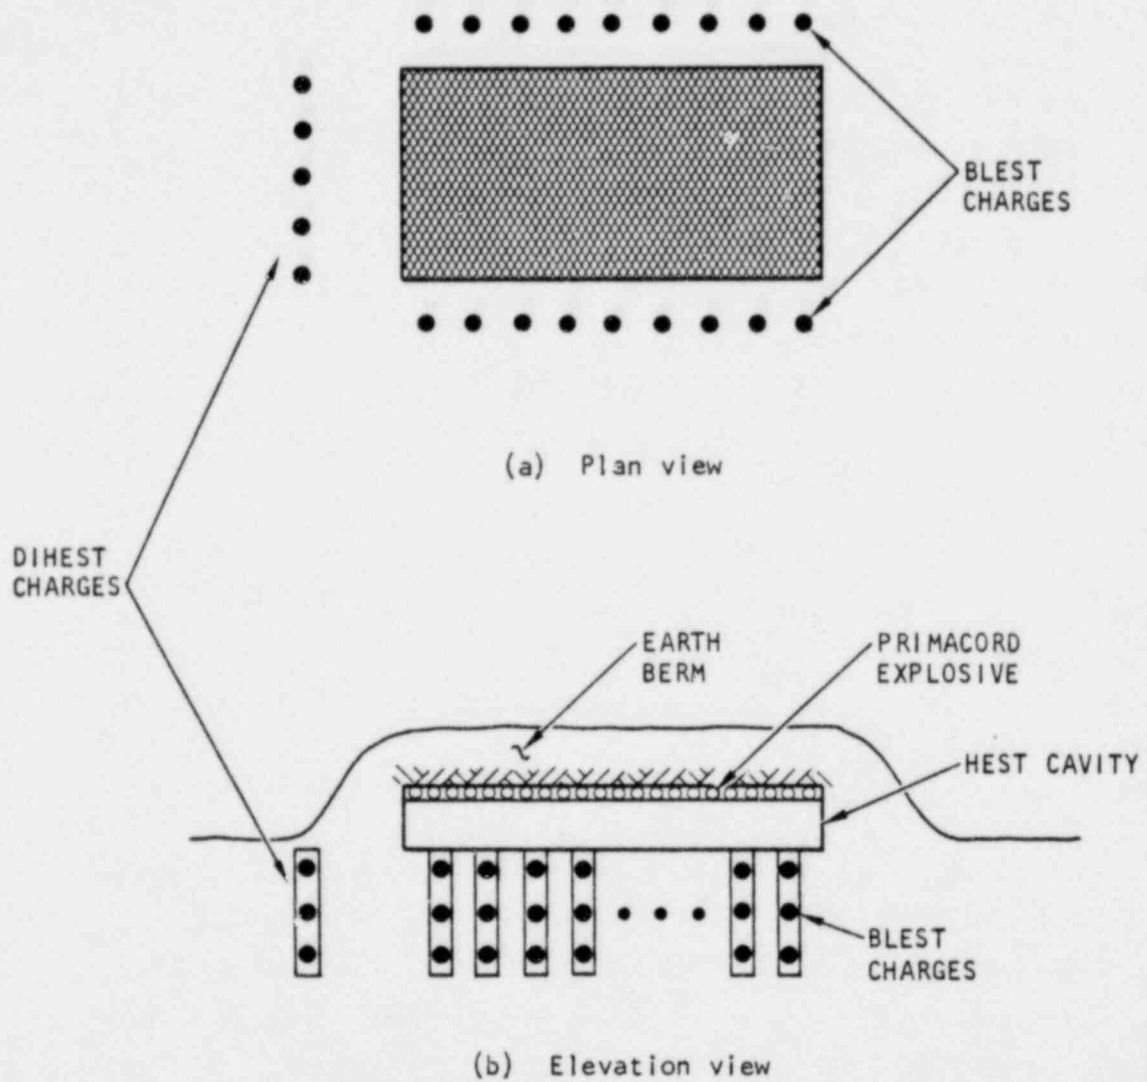 BLEST
CHARGES
(a) Plan view
DIHEST
CHARGES
EARTH
BERM
PRIMACORD
EXPLOSIVE
HEST CAVITY
BLEST
CHARGES
(b) Elevation view